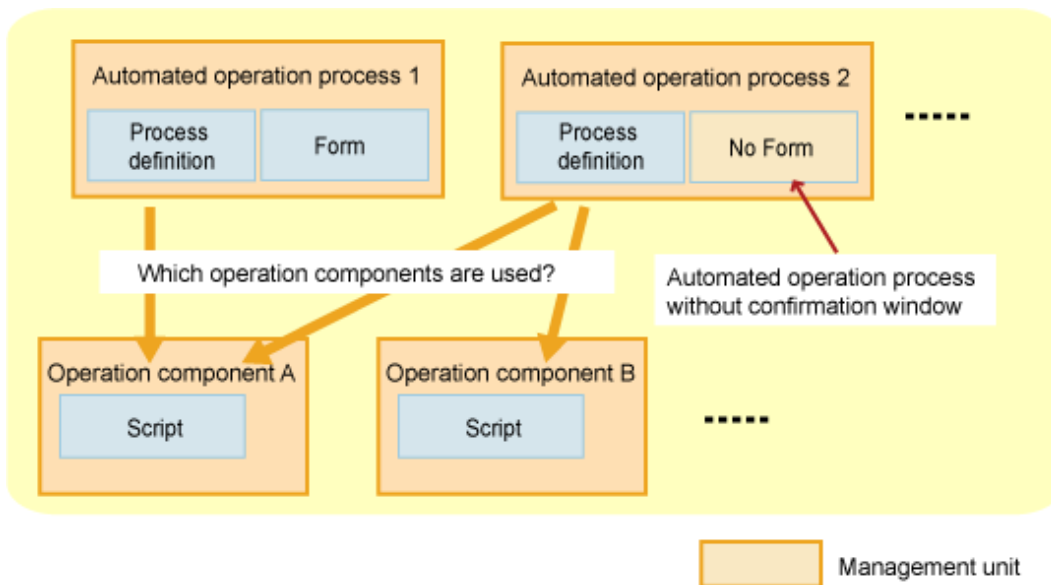 Automated operation process 1
Process
definition
Form
Automated operation process 2
Process
definition
No Form
Which operation components are used?
Automated operation process
without confirmation window
Operation component A
Script
Operation component B
Script
Management unit